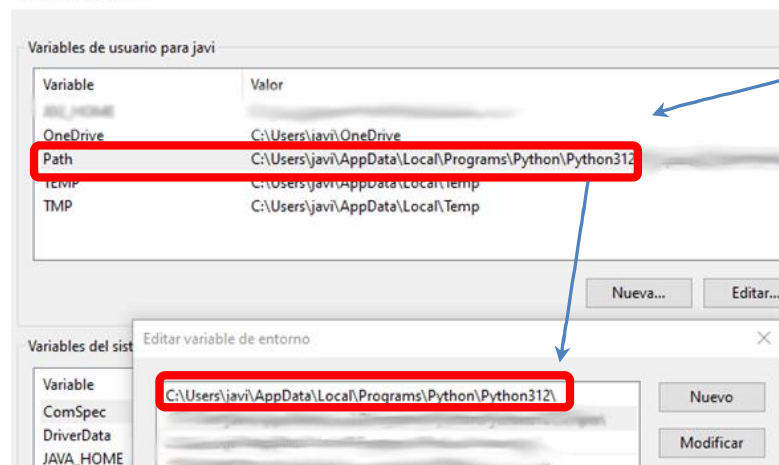 Variables de usuario para javi
Variable Valor
OneDrive C:\Users\javi\OneDrive
Path C:\Users\javi\AppData\Local\Programs\Python\Python312
TEMP C:\Users\javi\AppData\Local\Temp
TMP C:\Users\javi\AppData\Local\Temp
Nueva... Editar...
Editar variable de entorno
Variables del sist
Variable
C:\Users\javi\AppData\Local\Programs\Python\Python312\
Nuevo
ComSpec
DriverData
Modificar
JAVA_HOME